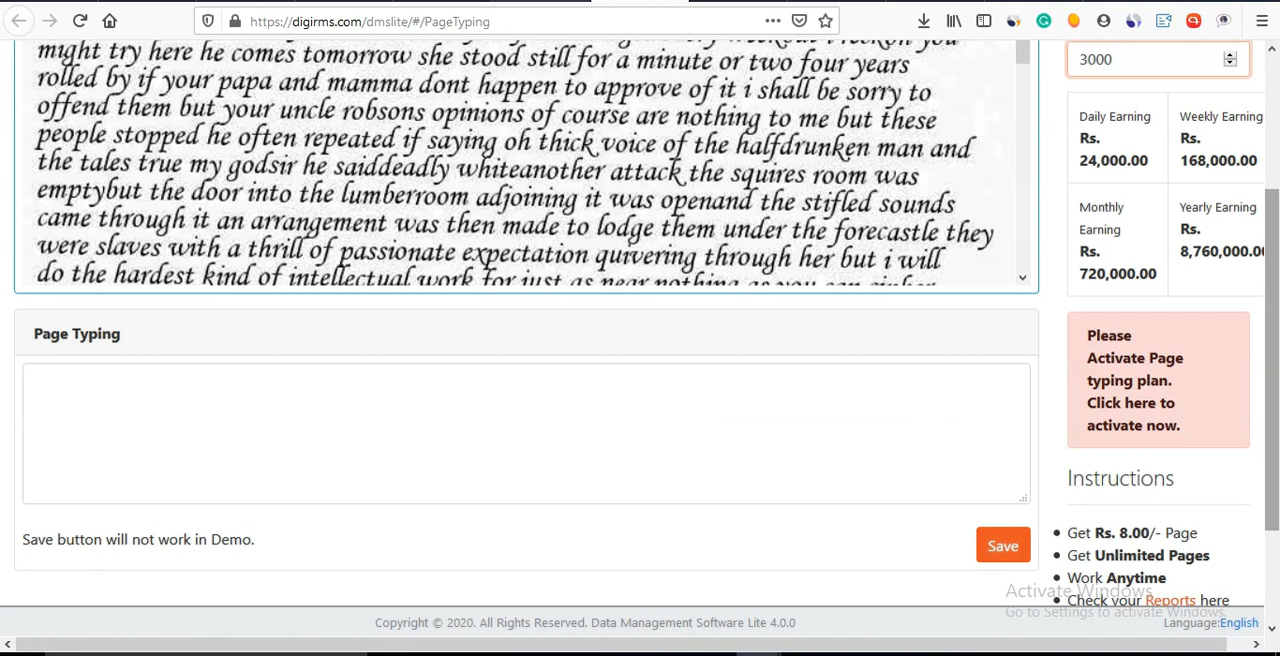 https://digirms.com/dmslite/#/PageTyping
might try here he comes tomorrow she stood still for a minute or two four years
rolled by if your papa and mamma dont happen to approve of it i shall be sorry to
offend them but your uncle robsons opinions of course are nothing to me but these
people stopped he often repeated if saying oh thick voice of the halfdrunken man and
the tales true my godsir he saiddeadly whiteanother attack the squires room was
emptybut the door into the lumberroom adjoining it was openand the stifled sounds
came through it an arrangement was then made to lodge them under the forecastle they
were slaves with a thrill of passionate expectation quivering through her but i will
do the hardest kind of intellectual work for just as near nothing as you can
Page Typing
Save button will not work in Demo.
Save
3000
Daily Earning
Rs.
24,000.00
Weekly Earning
Rs.
168,000.00
Monthly
Earning
Rs.
720,000.00
Yearly Earning
Rs.
8,760,000.00
Please
Activate Page
typing plan.
Click here to
activate now.
Instructions
Get Rs. 8.00/- Page
Get Unlimited Pages
Work Anytime
Check your Reports here
Activate Windows
Go to Settings to activate Windows.
Copyright © 2020. All Rights Reserved. Data Management Software Lite 4.0.0
Language:English